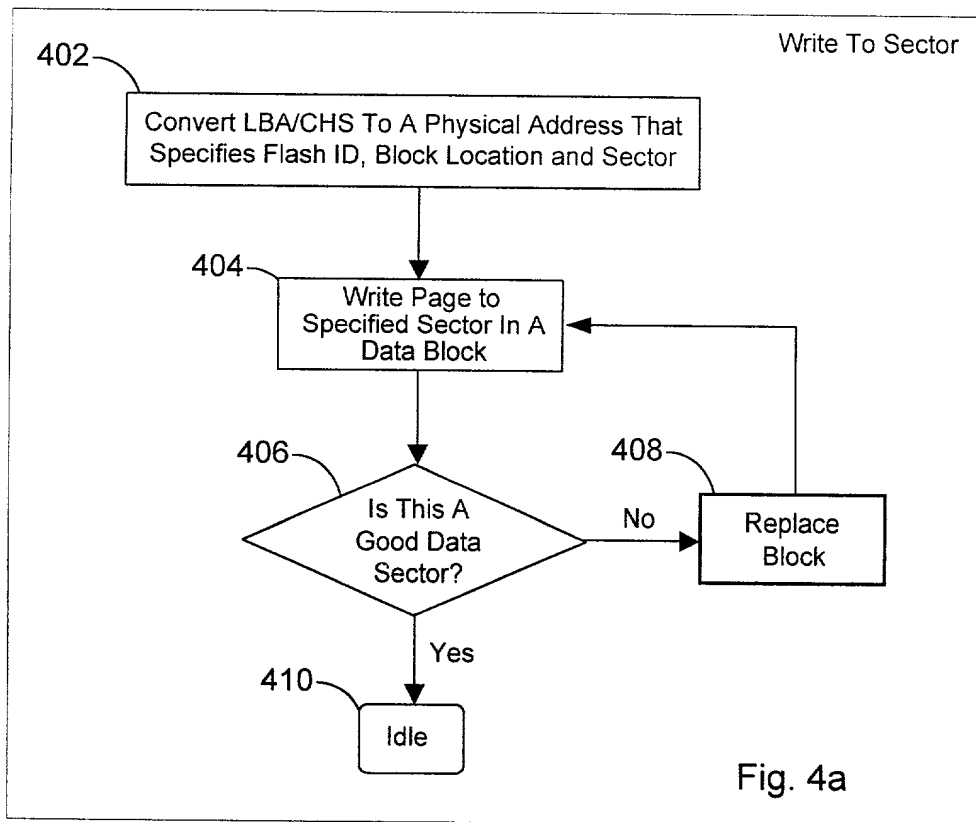 Write To Sector
402
Convert LBA/CHS To A Physical Address That
Specifies Flash ID, Block Location and Sector
404
Write Page to
Specified Sector In A
Data Block
406
Is This A
Good Data
Sector?
No
408
Replace
Block
Yes
410
Idle
Fig. 4a